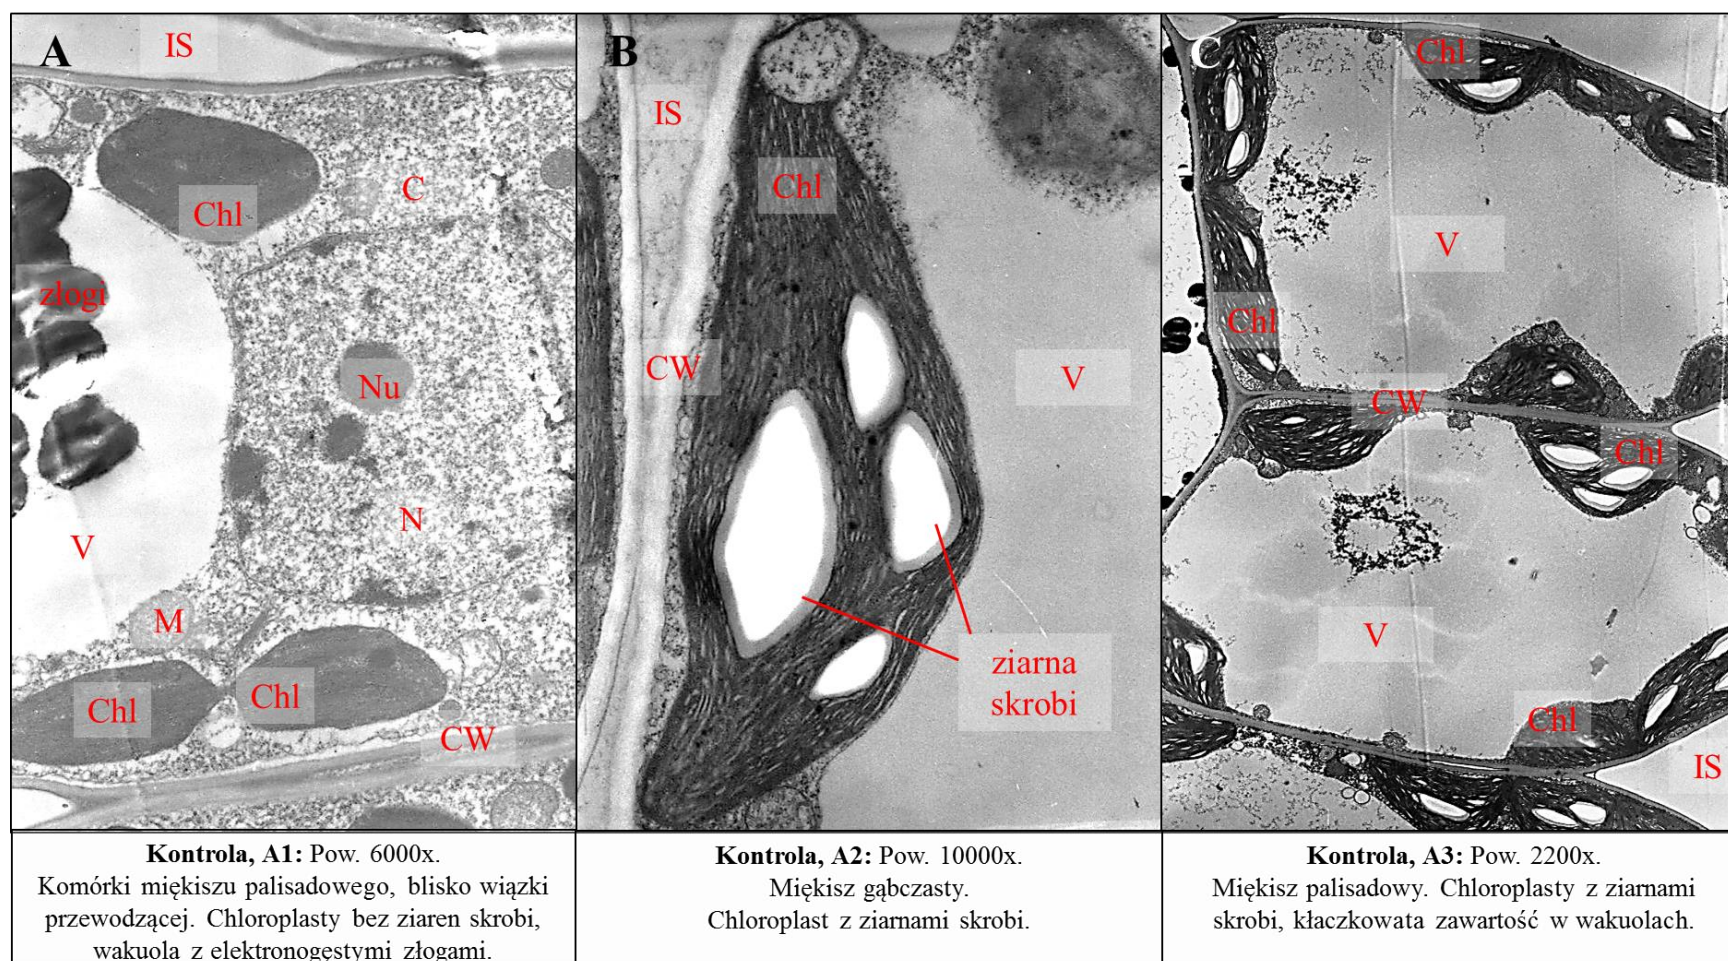 A
IS
Chl
C
złogi
Nu
N
V
M
Chl
Chl
CW
B
IS
Chl
CW
V
ziarna
skrobi
C
Chl
V
Chl
CW
Chl
V
Chl
IS
Kontrola, A1: Pow. 6000x.
Komórki miękiszu palisadowego, blisko wiązki
przewodzącej. Chloroplasty bez ziaren skrobi,
wakuola z elektronogęstymi złogami.
Kontrola, A2: Pow. 10000x.
Miękisz gąbczasty.
Chloroplast z ziarnami skrobi.
Kontrola, A3: Pow. 2200x.
Miękisz palisadowy. Chloroplasty z ziarnami
skrobi, kłaczkowata zawartość w wakuolach.